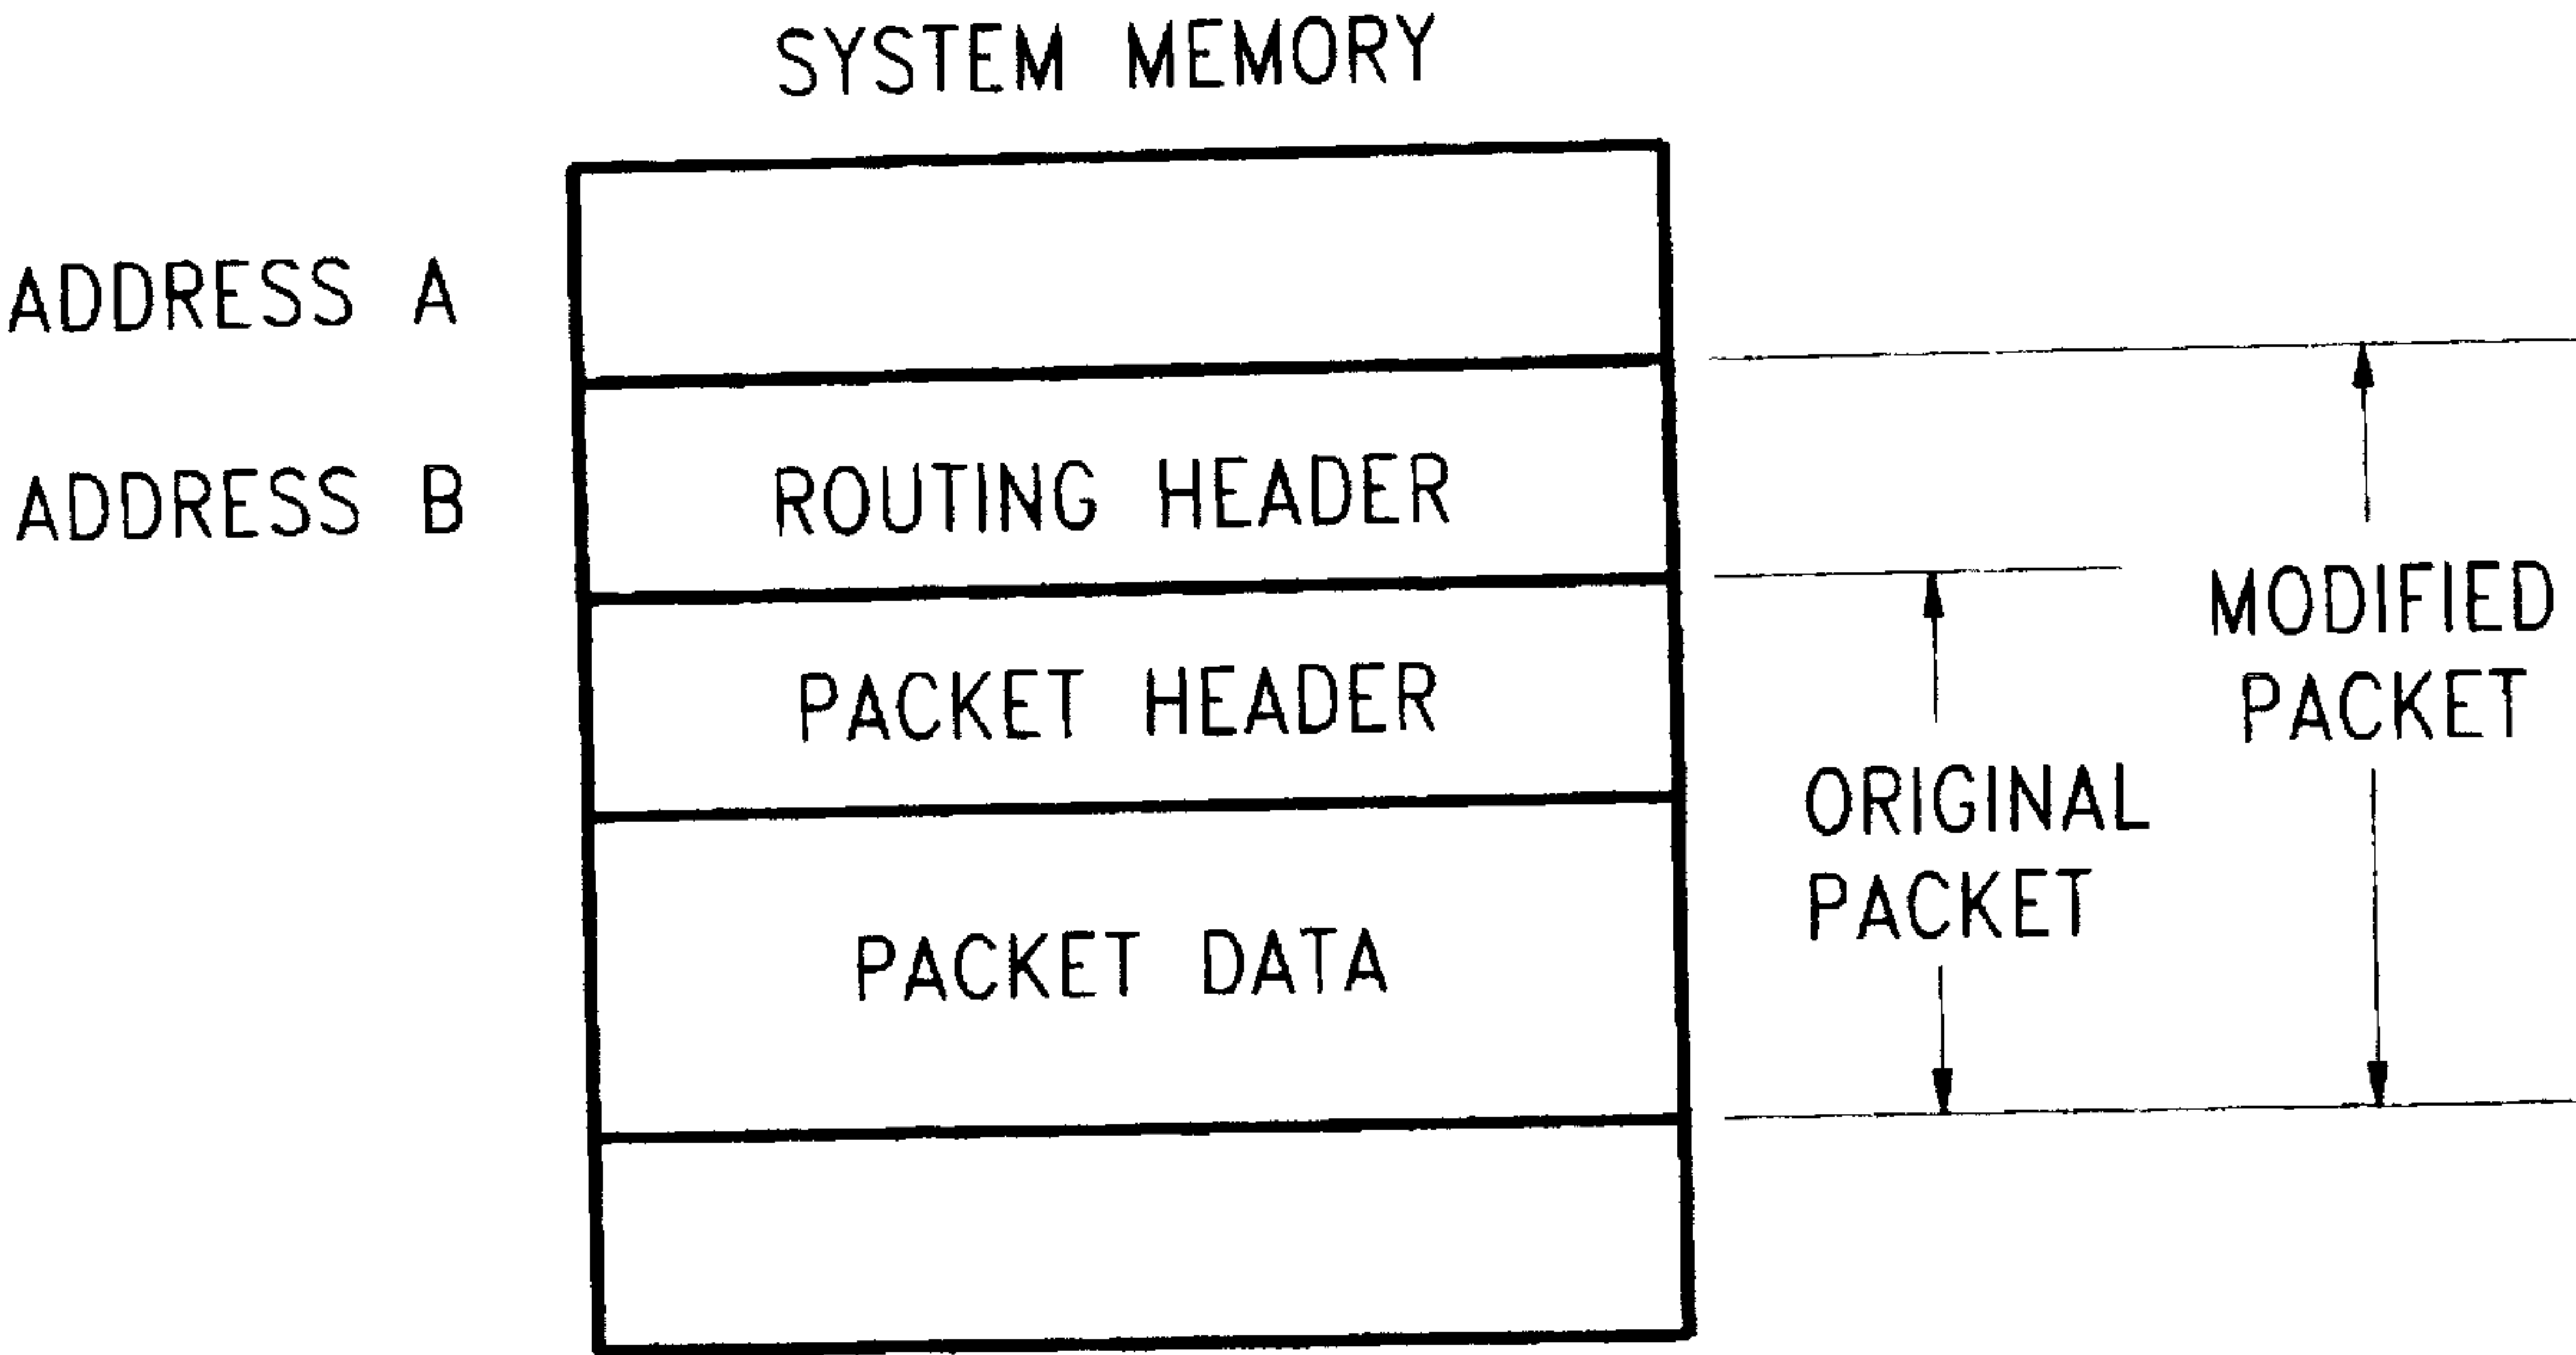 SYSTEM MEMORY
ADDRESS A
ADDRESS B
ROUTING HEADER
PACKET HEADER
PACKET DATA
ORIGINAL
PACKET
MODIFIED
PACKET